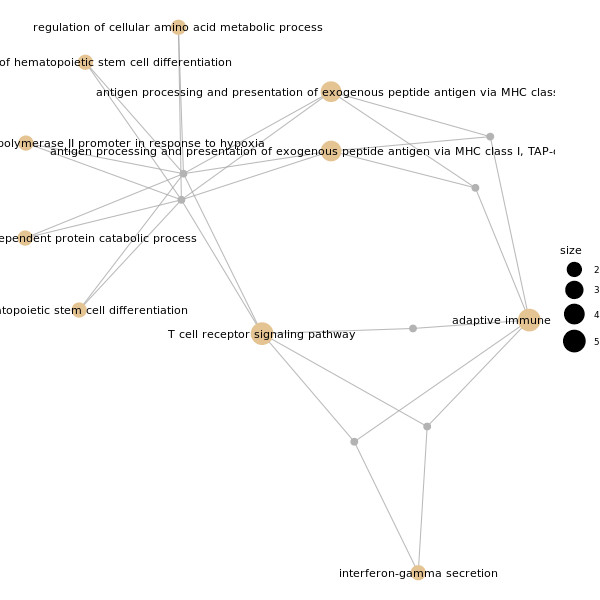 regulation of cellular amino acid metabolic process
of hematopoietic stem cell differentiation
antigen processing and presentation of exogenous peptide antigen via MHC class
polymerase II promoter in response to hypoxia
antigen processing and presentation of exogenous peptide antigen via MHC class I, TAP-
ependent protein catabolic process
size
2
3
4
5
atopoietic stem cell differentiation
adaptive immune
T cell receptor signaling pathway
interferon-gamma secretion